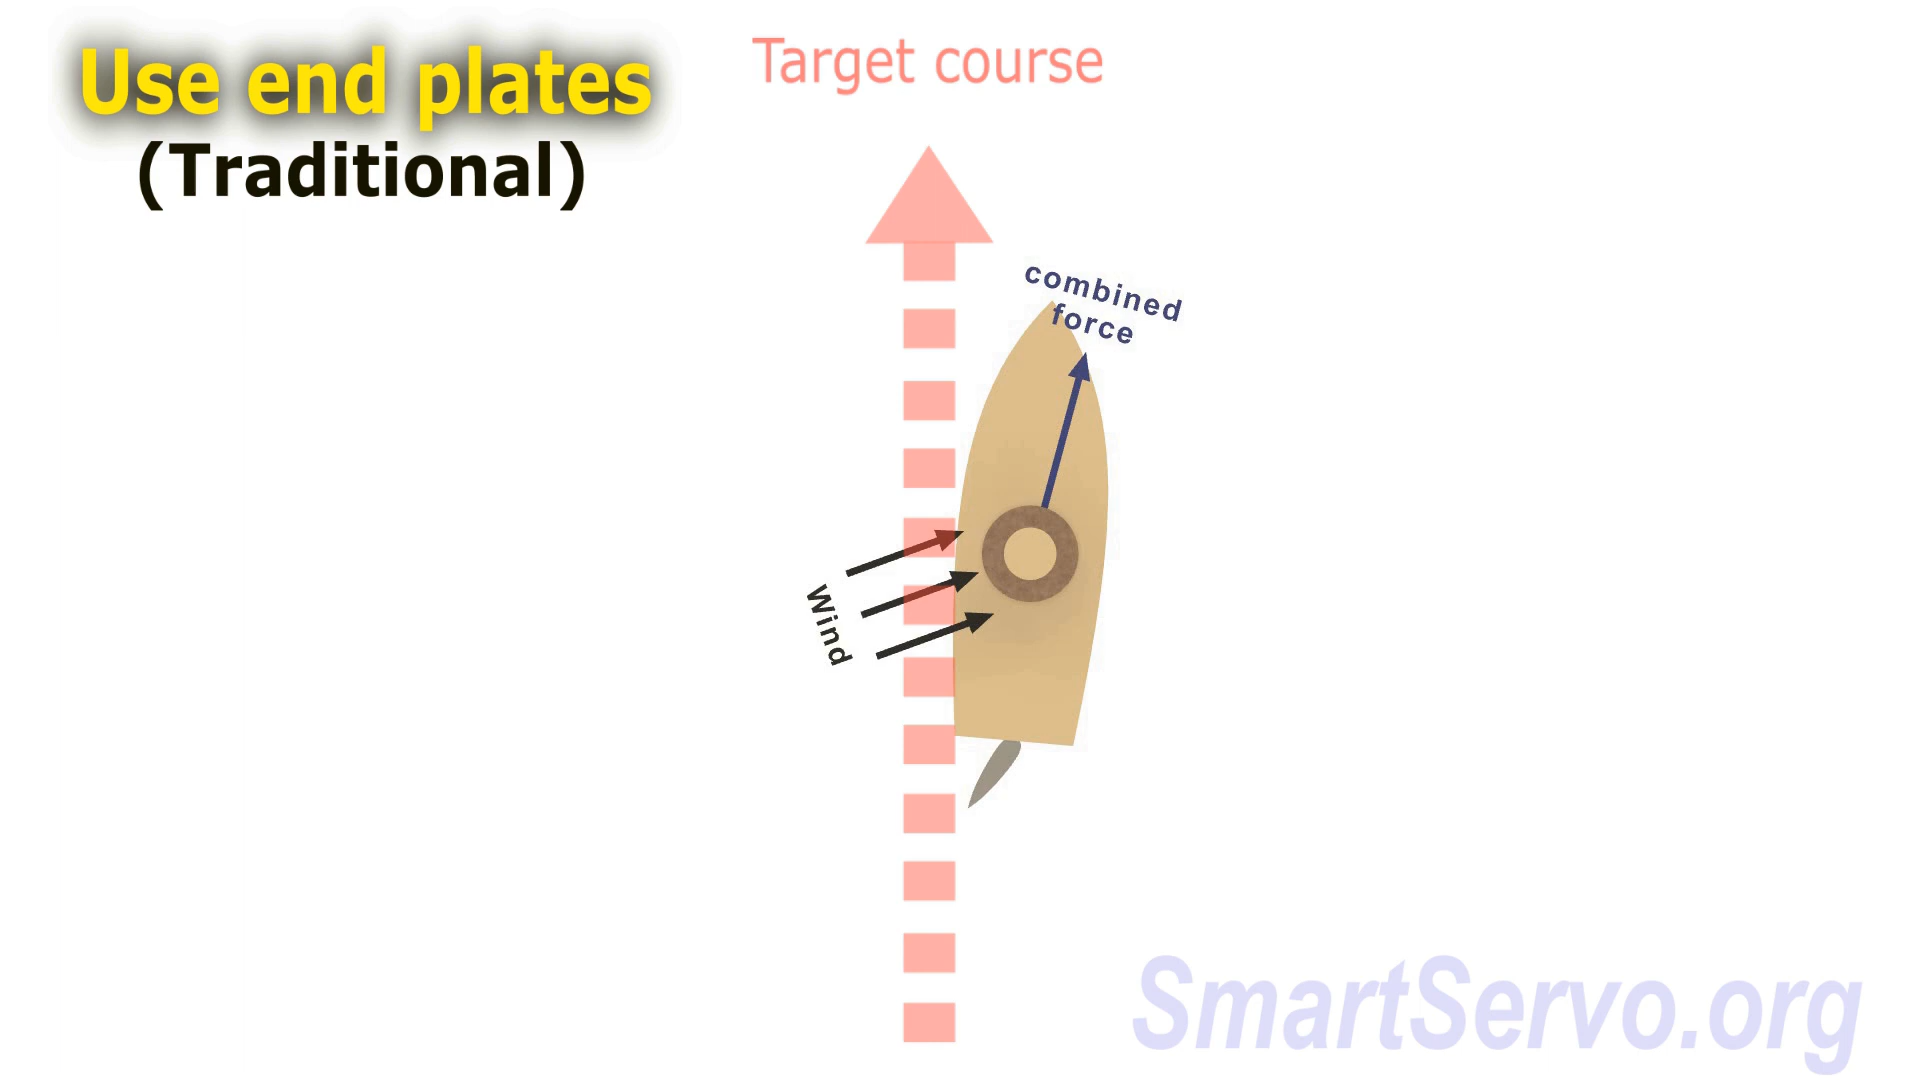 Use end plates
(Traditional)
Target course
combined
force
Wind
SmartServo.org